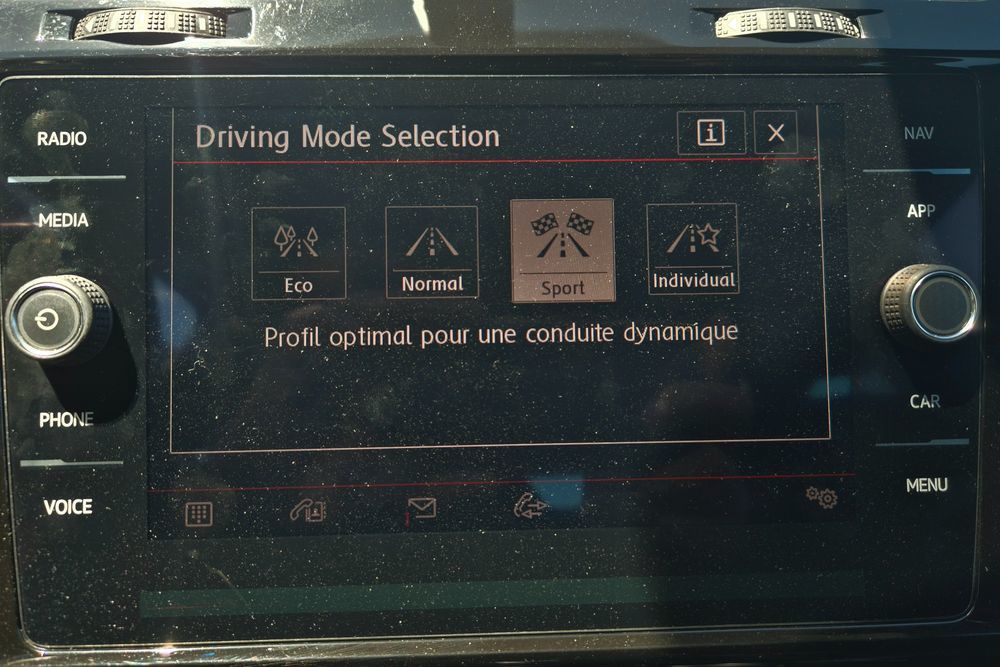 RADIO
MEDIA
PHONE
VOICE
Driving Mode Selection
i
Eco
Normal
Sport
Individual
Profil optimal pour une conduite dynamique
NAV
APP
CAR
MENU